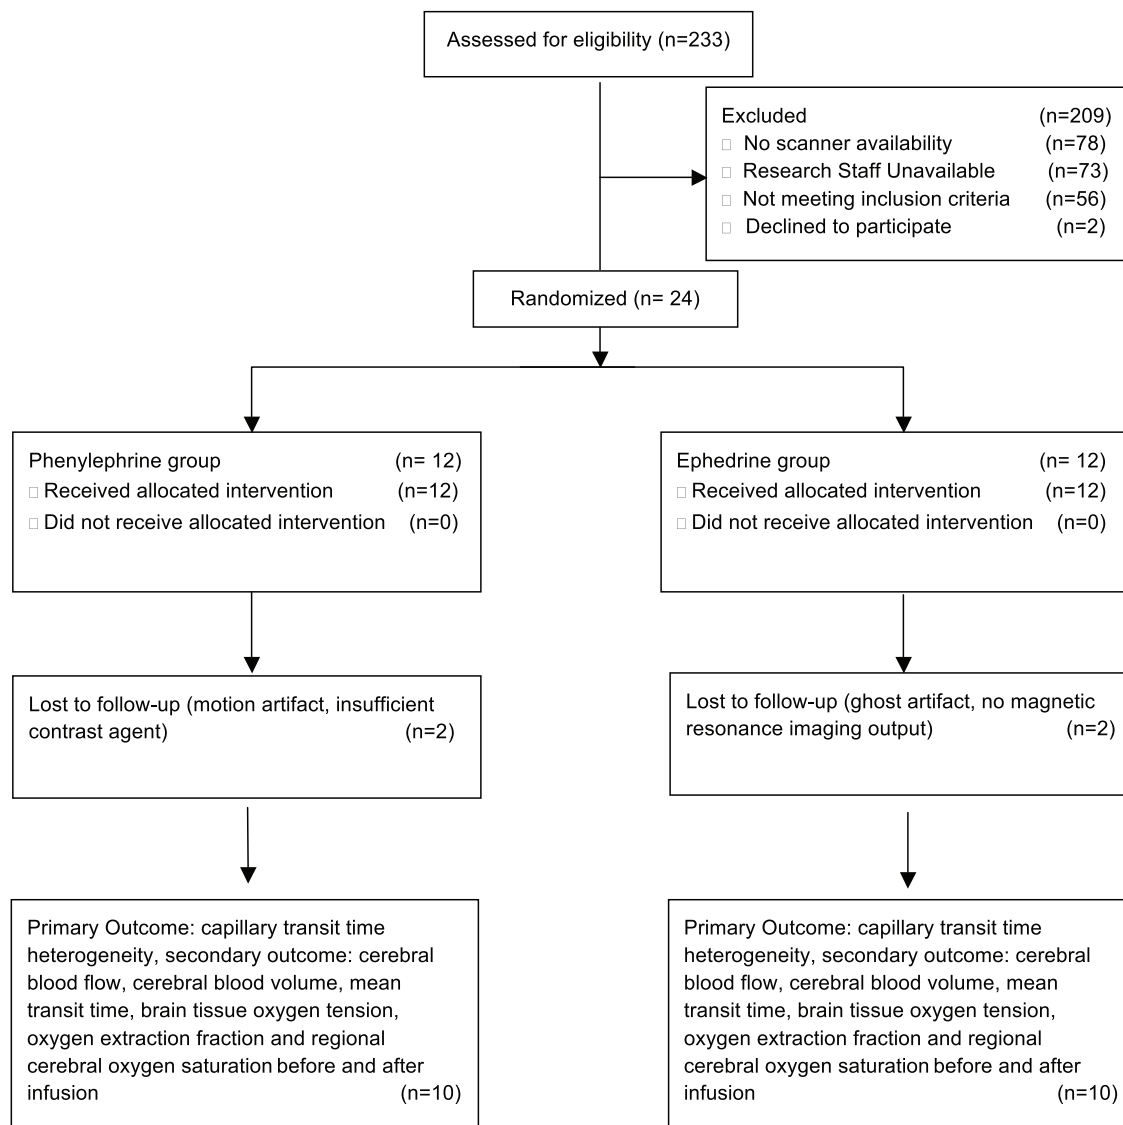 Assessed for eligibility (n=233)
Excluded (n=209)
□ No scanner availability (n=78)
□ Research Staff Unavailable (n=73)
□ Not meeting inclusion criteria (n=56)
□ Declined to participate (n=2)
Randomized (n= 24)
Phenylephrine group (n= 12)
□ Received allocated intervention (n=12)
□ Did not receive allocated intervention (n=0)
Ephedrine group (n= 12)
□ Received allocated intervention (n=12)
□ Did not receive allocated intervention (n=0)
Lost to follow-up (motion artifact, insufficient
contrast agent) (n=2)
Lost to follow-up (ghost artifact, no magnetic
resonance imaging output) (n=2)
Primary Outcome: capillary transit time
heterogeneity, secondary outcome: cerebral
blood flow, cerebral blood volume, mean
transit time, brain tissue oxygen tension,
oxygen extraction fraction and regional
cerebral oxygen saturation before and after
infusion (n=10)
Primary Outcome: capillary transit time
heterogeneity, secondary outcome: cerebral
blood flow, cerebral blood volume, mean
transit time, brain tissue oxygen tension,
oxygen extraction fraction and regional
cerebral oxygen saturation before and after
infusion (n=10)